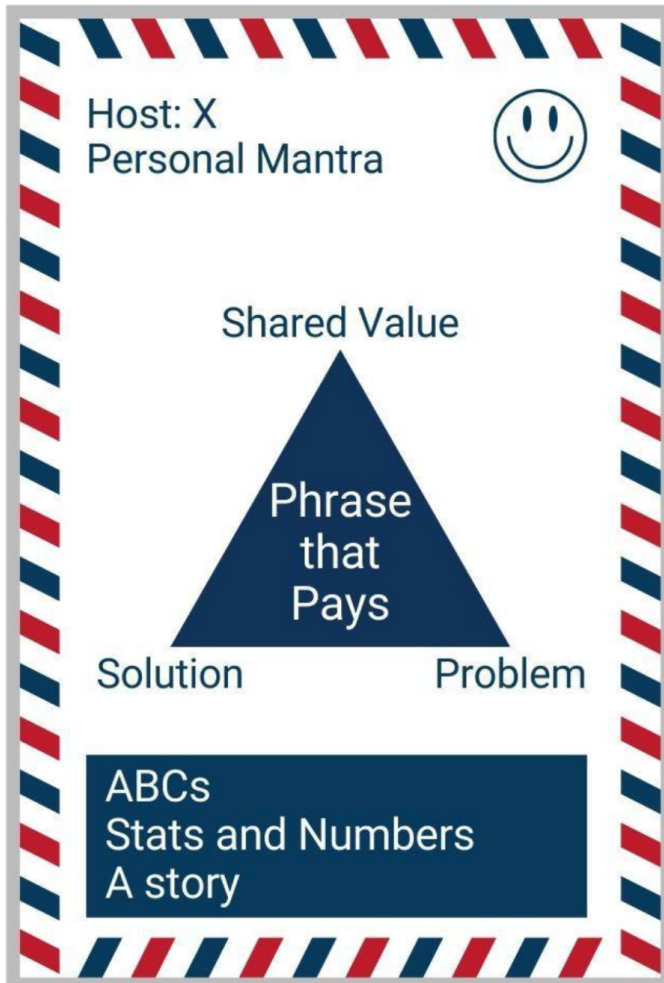 Host: X
Personal Mantra
Shared Value
Phrase
that
Pays
Solution
Problem
ABCs
Stats and Numbers
A story